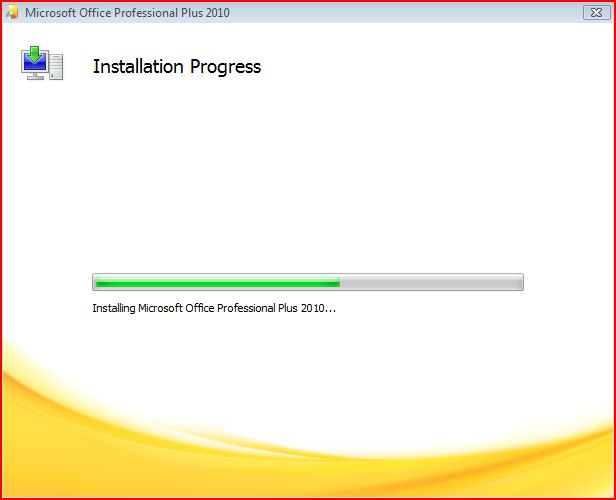 Microsoft Office Professional Plus 2010
Installation Progress
Installing Microsoft Office Professional Plus 2010...